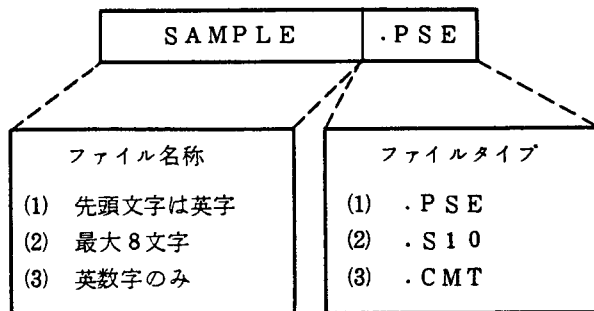 SAMPLE .PSE
ファイル名称
(1) 先頭文字は英字
(2) 最大8文字
(3) 英数字のみ
ファイルタイプ
(1) .PSE
(2) .S10
(3) .CMT